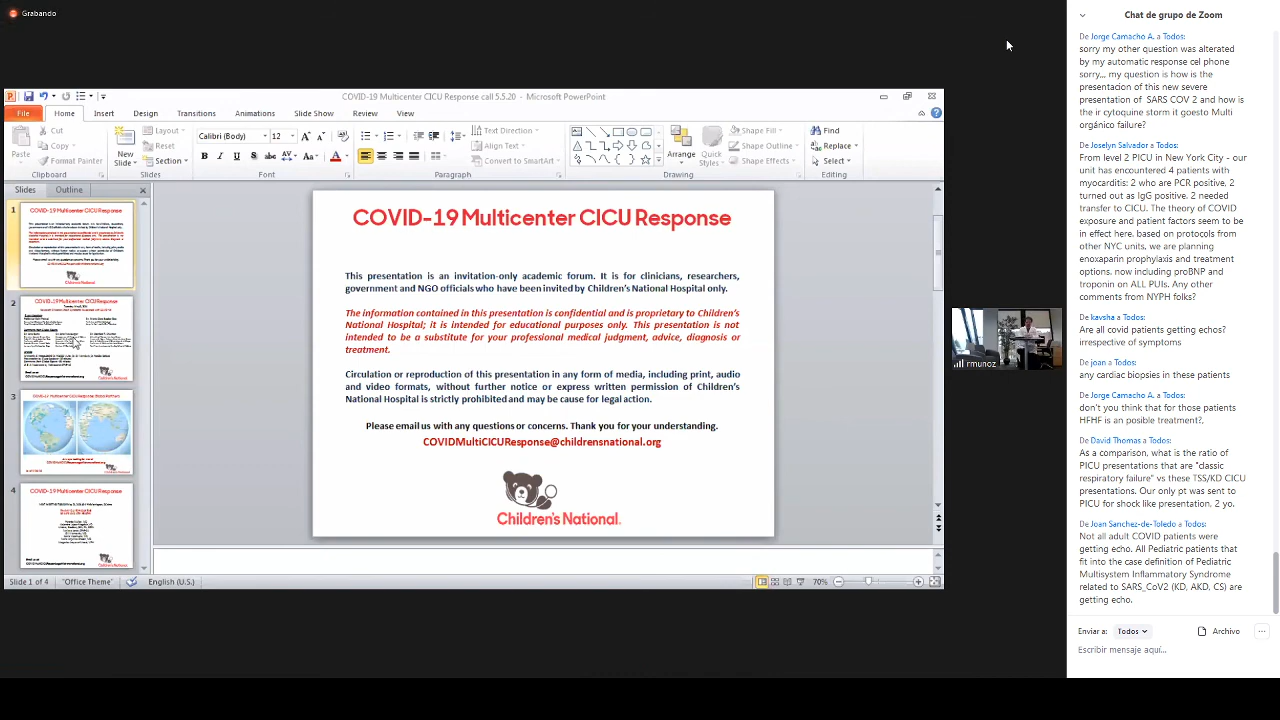 Grabando
COVID-19 Multicenter CICU Response call 5.5.20 - Microsoft PowerPoint
File Home Insert Design Transitions Animations Slide Show Review View
Paste
Cut
Copy
Format Painter
Clipboard
New
Slide
Layout
Reset
Section
Slides
Calibri (Body) 12
Font
Text Direction
Align Text
Convert to SmartArt
Paragraph
Arrange
Quick
Styles
Shape Fill
Shape Outline
Shape Effects
Drawing
Find
Replace
Select
Editing
Slides Outline
1
COVID-19 Multicenter CICU Response
2
COVID-19 Multicenter CICU Response
3
4
COVID-19 Multicenter CICU Response
COVID-19 Multicenter CICU Response
This presentation is an invitation-only academic forum. It is for clinicians, researchers,
government and NGO officials who have been invited by Children's National Hospital only.
The information contained in this presentation is confidential and is proprietary to Children's
National Hospital; it is intended for educational purposes only. This presentation is not
intended to be a substitute for your professional medical judgment, advice, diagnosis or
treatment.
Circulation or reproduction of this presentation in any form of media, including print, audio
and video formats, without further notice or express written permission of Children's
National Hospital is strictly prohibited and may be cause for legal action.
Please email us with any questions or concerns. Thank you for your understanding.
COVIDMultiCICUResponse@childrensnational.org
Children's National.
Slide 1 of 4 "Office Theme" English (U.S.) 70%
rmunoz
Chat de grupo de Zoom
De Jorge Camacho A. a Todos:
sorry my other question was alterated
by my automatic response cel phone
sorry... my question is how is the
presentacion of this new severe
presentation of SARS COV 2 and how is
the ir cytoquine storm it goesto Multi
orgánico failure?
De Joselyn Salvador a Todos:
From level 2 PICU in New York City - our
unit has encountered 4 patients with
myocarditis: 2 who are PCR positive, 2
turned out as IgG positive. 2 needed
transfer to CICU. The theory of COVID
exposure and patient factors seem to be
in effect here. based on protocols from
other NYC units, we are planning
enoxaparin prophylaxis and treatment
options. now including proBNP and
troponin on ALL PUIs. Any other
comments from NYPH folks?
De kavsha a Todos:
Are all covid patients getting echos?
irrespective of symptoms
De joan a Todos:
any cardiac biopsies in these patients
De Jorge Camacho A. a Todos:
don't you think that for those patients
HFHF is an posible treatment?,
De David Thomas a Todos:
As a comparison, what is the ratio of
PICU presentations that are "classic
respiratory failure" vs these TSS/KD CICU
presentations. Our only pt was sent to
PICU for shock like presentation, 2 yo.
De Joan Sanchez-de-Toledo a Todos:
Not all adult COVID patients were
getting echo. All Pediatric patients that
fit into the case definition of Pediatric
Multisystem Inflammatory Syndrome
related to SARS_CoV2 (KD, AKD, CS) are
getting echo.
Enviar a: Todos Archivo ...
Escribir mensaje aquí...